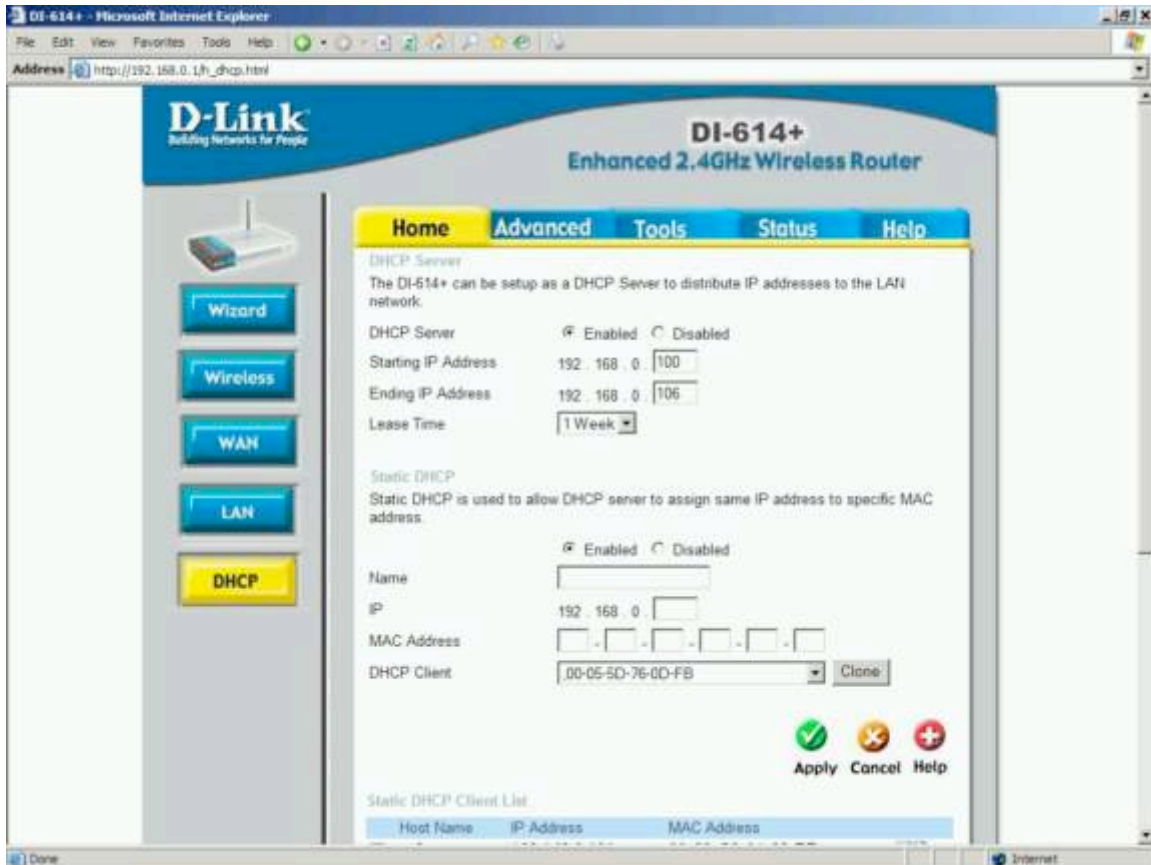 DI-614+ - Microsoft Internet Explorer
File Edit View Favorites Tools Help
Address http://192.168.0.1/h_dhcp.html
D-Link
Building Networks for People
DI-614+
Enhanced 2.4GHz Wireless Router
Home Advanced Tools Status Help
Wizard
Wireless
WAN
LAN
DHCP
DHCP Server
The DI-614+ can be setup as a DHCP Server to distribute IP addresses to the LAN
network.
DHCP Server Enabled Disabled
Starting IP Address 192 . 168 . 0 . 100
Ending IP Address 192 . 168 . 0 . 106
Lease Time 1 Week
Static DHCP
Static DHCP is used to allow DHCP server to assign same IP address to specific MAC
address.
Enabled Disabled
Name
IP 192 . 168 . 0 .
MAC Address - - - - -
DHCP Client ,00-05-5D-76-0D-FB Clone
Apply Cancel Help
Static DHCP Client List
Host Name IP Address MAC Address
Done Internet